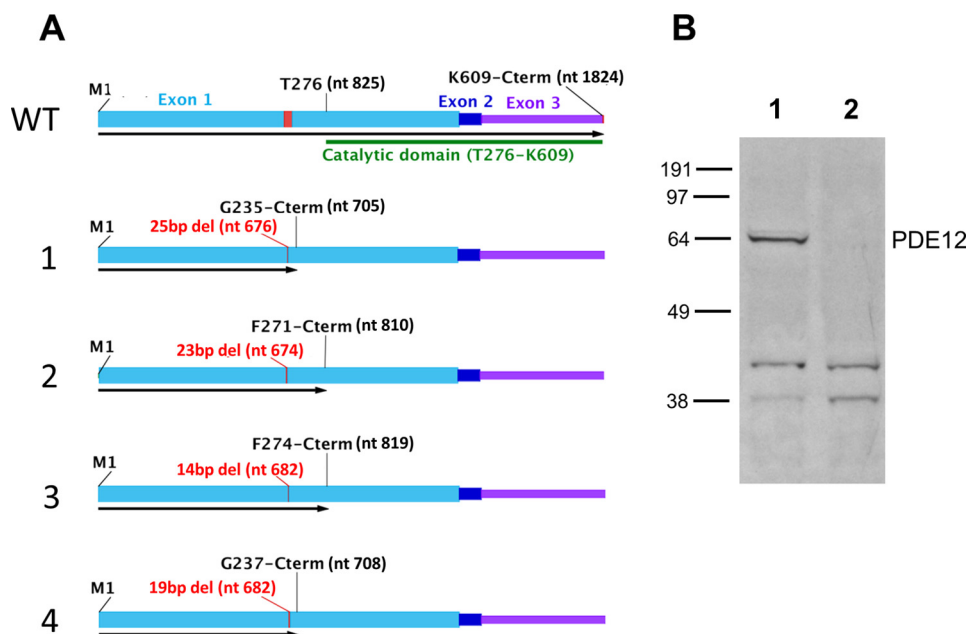 A
WT
M1
Exon 1
T276 (nt 825)
K609-Cterm (nt 1824)
Exon 2
Exon 3
Catalytic domain (T276-K609)
1
M1
25bp del (nt 676)
G235-Cterm (nt 705)
2
M1
23bp del (nt 674)
F271-Cterm (nt 810)
3
M1
14bp del (nt 682)
F274-Cterm (nt 819)
4
M1
19bp del (nt 682)
G237-Cterm (nt 708)
B
1 2
191
97
64
49
38
PDE12